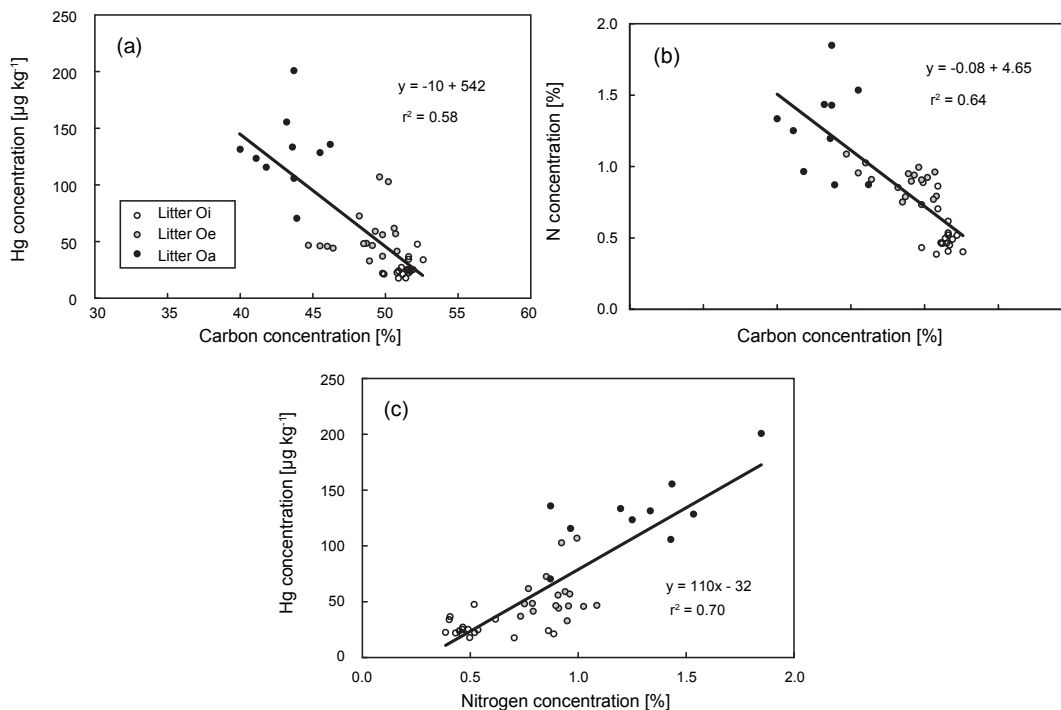 (a)
y = -10 + 542
r² = 0.58
Litter Oi
Litter Oe
Litter Oa
Hg concentration [µg kg⁻¹]
250
200
150
100
50
0
30
35
40
45
50
55
60
Carbon concentration [%]
(b)
y = -0.08 + 4.65
r² = 0.64
N concentration [%]
2.0
1.5
1.0
0.5
0.0
Carbon concentration [%]
(c)
y = 110x - 32
r² = 0.70
Hg concentration [µg kg⁻¹]
250
200
150
100
50
0
0.0
0.5
1.0
1.5
2.0
Nitrogen concentration [%]